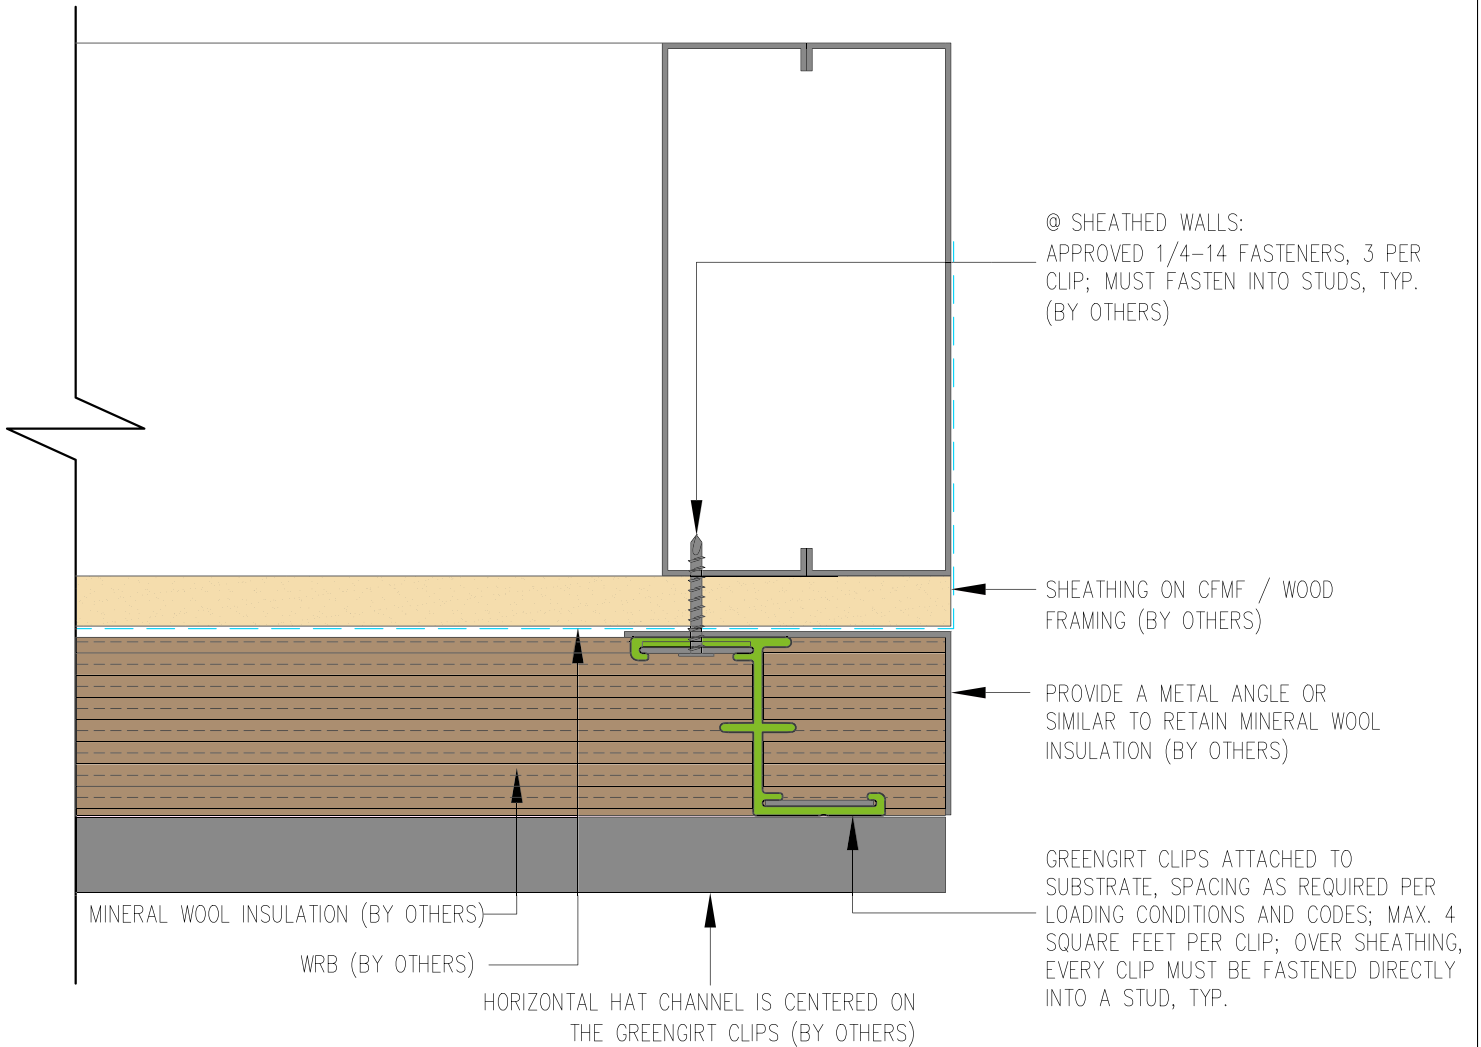 @ SHEATHED WALLS:
APPROVED 1/4-14 FASTENERS, 3 PER
CLIP; MUST FASTEN INTO STUDS, TYP.
(BY OTHERS)
SHEATHING ON CFMF / WOOD
FRAMING (BY OTHERS)
PROVIDE A METAL ANGLE OR
SIMILAR TO RETAIN MINERAL WOOL
INSULATION (BY OTHERS)
GREENGIRT CLIPS ATTACHED TO
SUBSTRATE, SPACING AS REQUIRED PER
LOADING CONDITIONS AND CODES; MAX. 4
SQUARE FEET PER CLIP; OVER SHEATHING,
EVERY CLIP MUST BE FASTENED DIRECTLY
INTO A STUD, TYP.
MINERAL WOOL INSULATION (BY OTHERS)
WRB (BY OTHERS)
HORIZONTAL HAT CHANNEL IS CENTERED ON
THE GREENGIRT CLIPS (BY OTHERS)